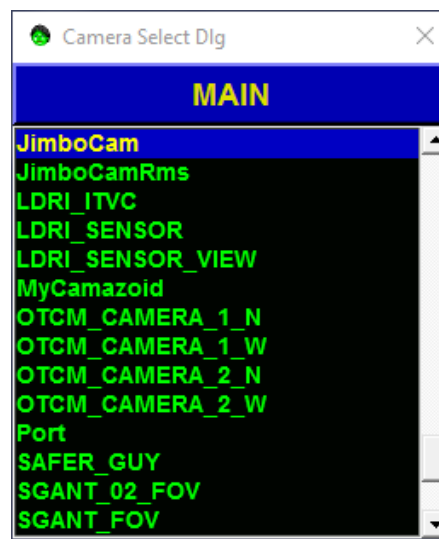 Camera Select Dlg
MAIN
JimboCam
JimboCamRms
LDRI_ITVC
LDRI_SENSOR
LDRI_SENSOR_VIEW
MyCamazoid
OTCM_CAMERA_1_N
OTCM_CAMERA_1_W
OTCM_CAMERA_2_N
OTCM_CAMERA_2_W
Port
SAFER_GUY
SGANT_02_FOV
SGANT_FOV